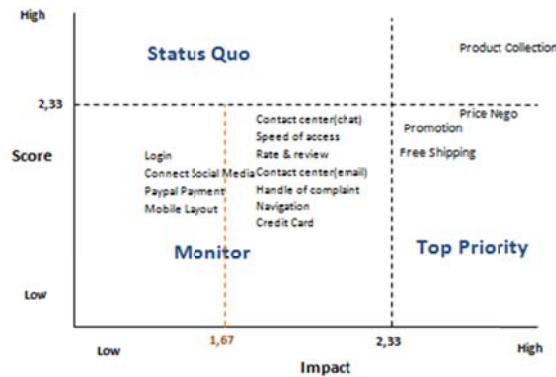 High
Status Quo
Product Collection
2,33
Contact center(chat)
Price Nego
Speed of access
Promotion
Score
Login
Rate & review
Free Shipping
Connect Social Media
Contact center(email)
Paypal Payment
Handle of complaint
Mobile Layout
Navigation
Credit Card
Monitor
Top Priority
Low
Low
1,67
2,33
High
Impact